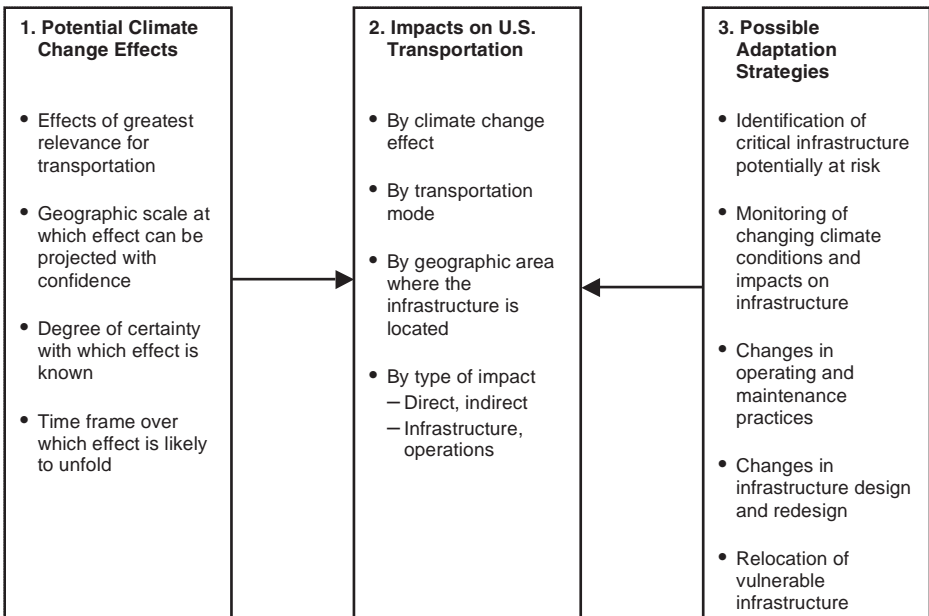 1. Potential Climate
Change Effects
• Effects of greatest
relevance for
transportation
• Geographic scale at
which effect can be
projected with
confidence
• Degree of certainty
with which effect is
known
• Time frame over
which effect is likely
to unfold
2. Impacts on U.S.
Transportation
• By climate change
effect
• By transportation
mode
• By geographic area
where the
infrastructure is
located
• By type of impact
– Direct, indirect
– Infrastructure,
operations
3. Possible
Adaptation
Strategies
• Identification of
critical infrastructure
potentially at risk
• Monitoring of
changing climate
conditions and
impacts on
infrastructure
• Changes in
operating and
maintenance
practices
• Changes in
infrastructure design
and redesign
• Relocation of
vulnerable
infrastructure